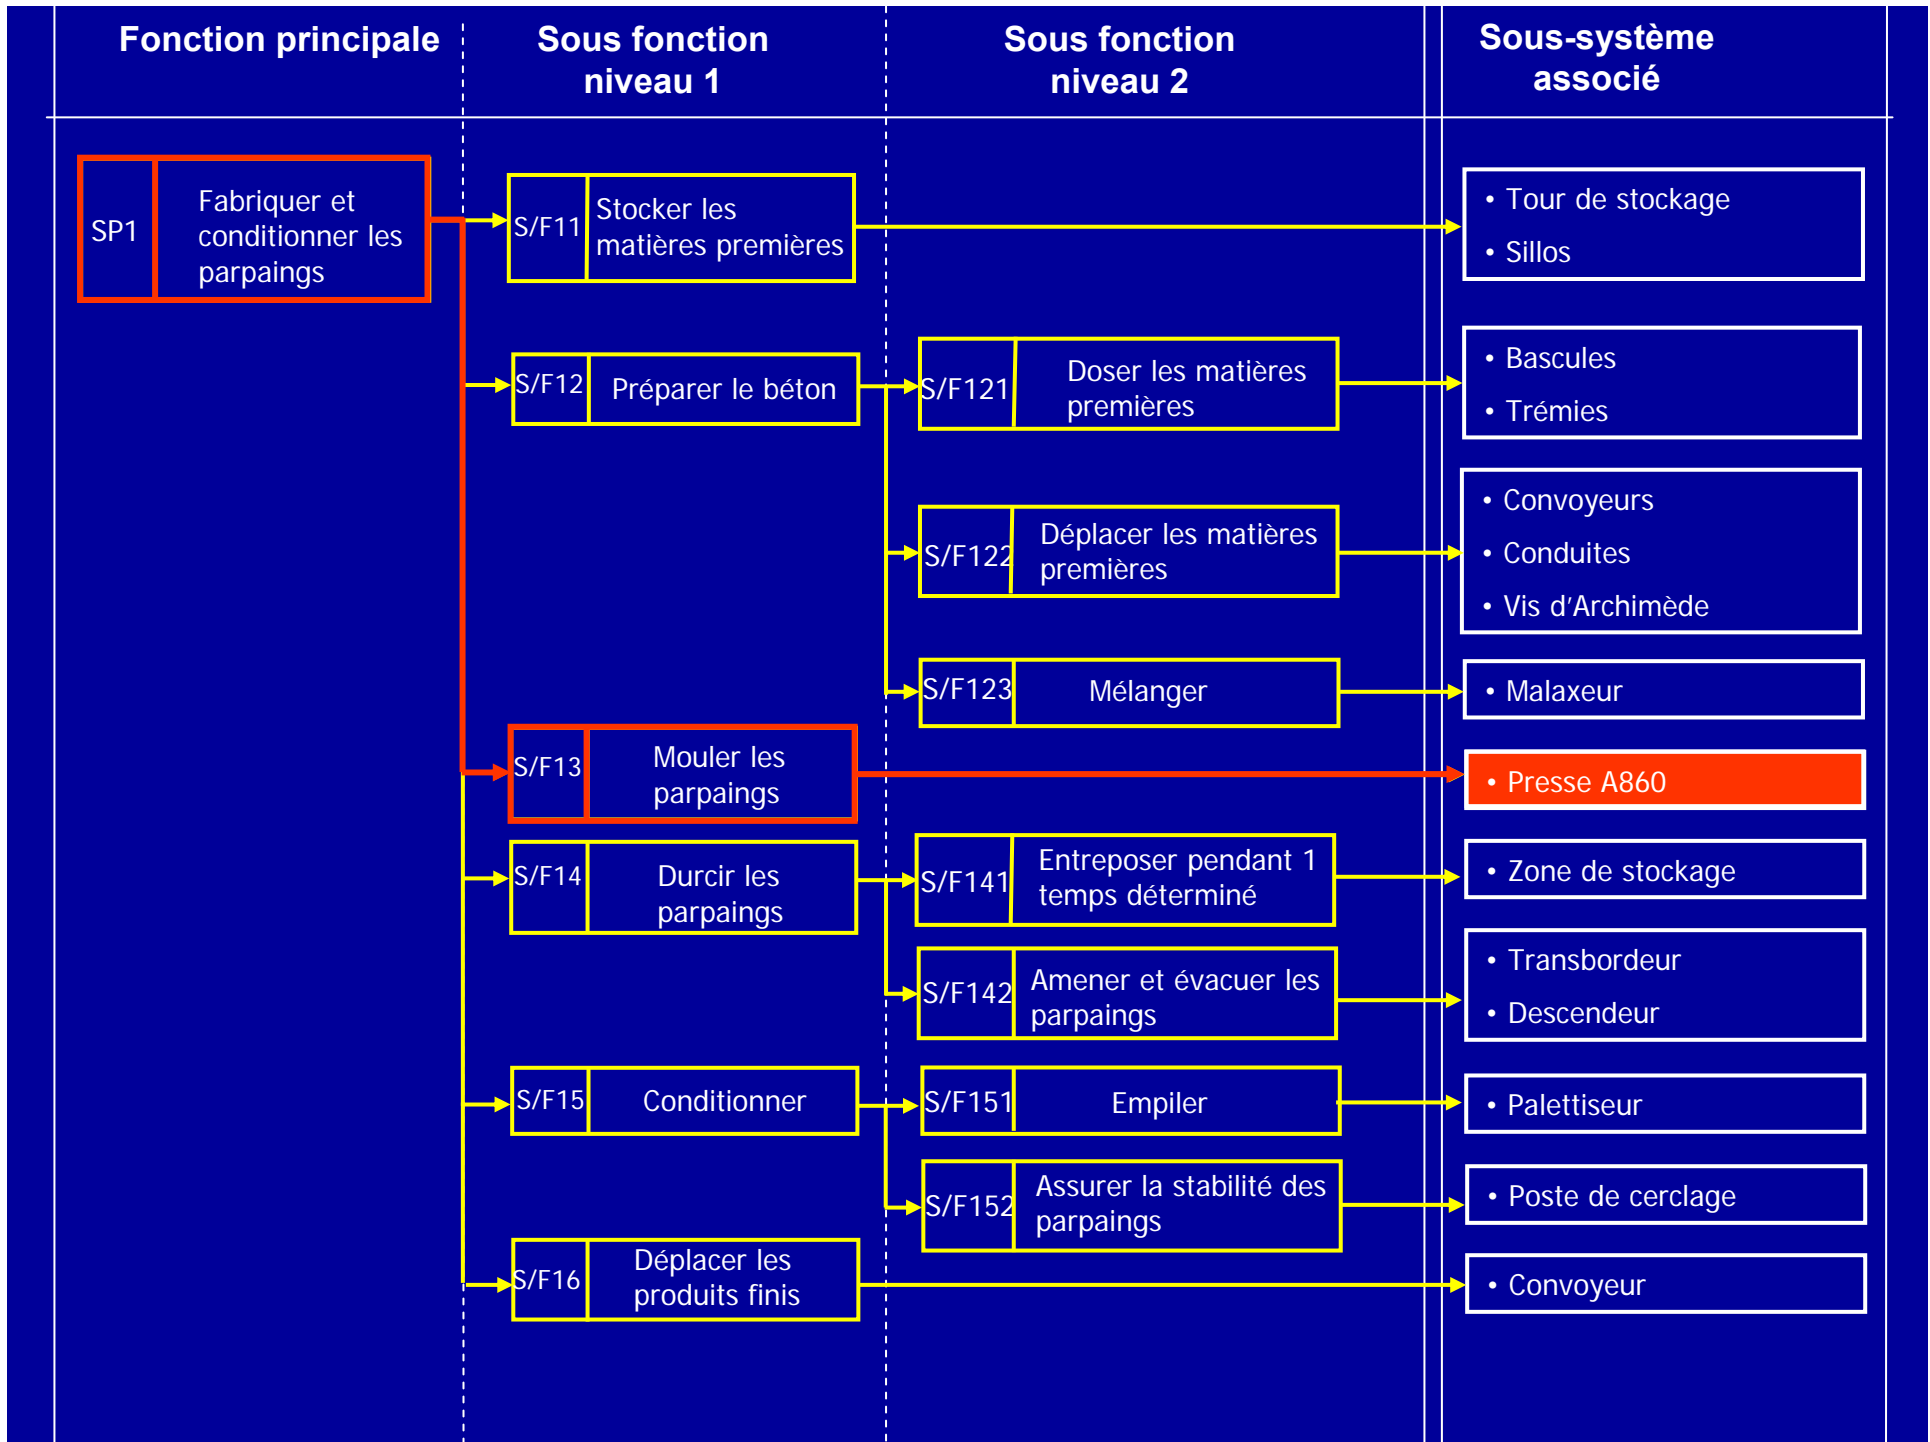 Fonction principale
Sous fonction
niveau 1
Sous fonction
niveau 2
Sous-système
associé
SP1
Fabriquer et
conditionner les
parpaings
S/F11
Stocker les
matières premières
• Tour de stockage
• Sillos
S/F12
Préparer le béton
S/F121
Doser les matières
premières
• Bascules
• Trémies
S/F122
Déplacer les matières
premières
• Convoyeurs
• Conduites
• Vis d'Archimède
S/F123
Mélanger
• Malaxeur
S/F13
Mouler les
parpaings
• Presse A860
S/F14
Durcir les
parpaings
S/F141
Entreposer pendant 1
temps déterminé
• Zone de stockage
S/F142
Amener et évacuer les
parpaings
• Transbordeur
• Descendeur
S/F15
Conditionner
S/F151
Empiler
• Palettiseur
S/F152
Assurer la stabilité des
parpaings
• Poste de cerclage
S/F16
Déplacer les
produits finis
• Convoyeur